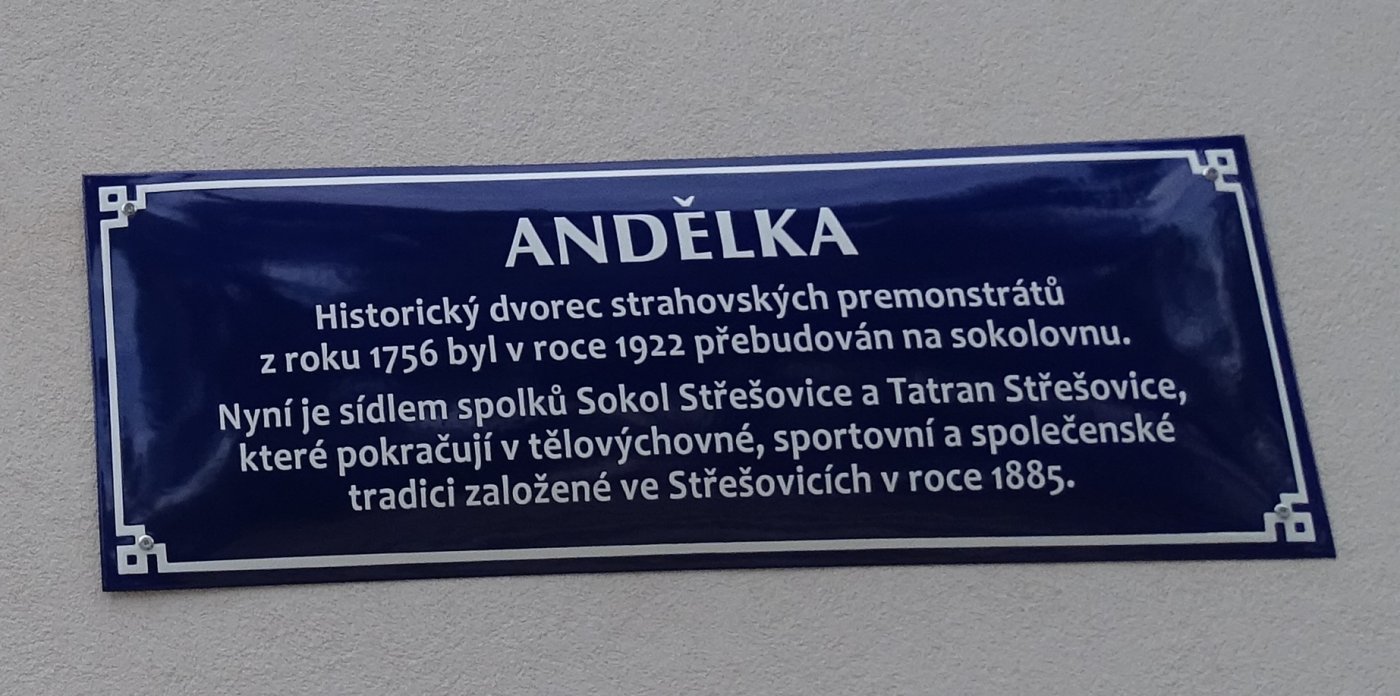 ANDĚLKA
Historický dvorec strahovských premonstrátů
z roku 1756 byl v roce 1922 přebudován na sokolovnu.
Nyní je sídlem spolků Sokol Střešovice a Tatran Střešovice,
které pokračují v tělovýchovné, sportovní a společenské
tradici založené ve Střešovicích v roce 1885.